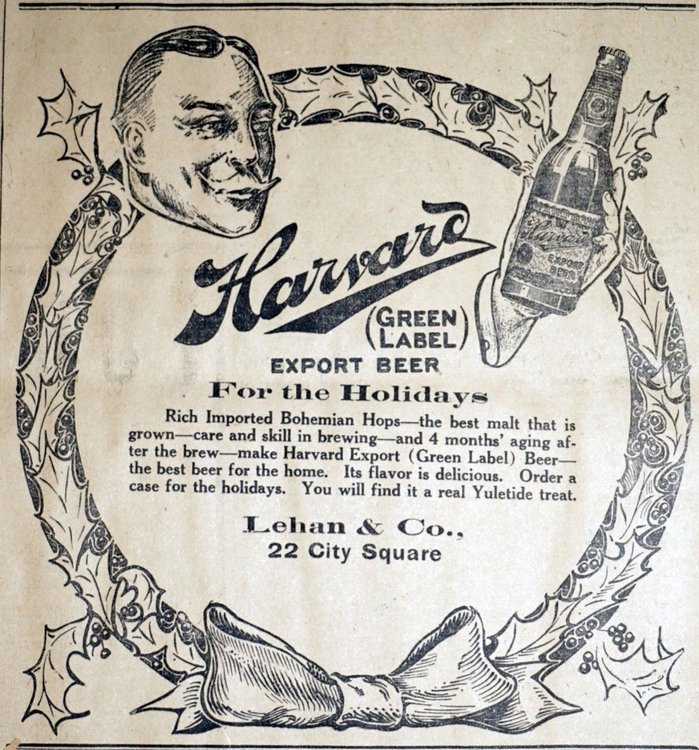 Harvard
(GREEN
LABEL)
EXPORT BEER
For the Holidays
Rich Imported Bohemian Hops—the best malt that is
grown—care and skill in brewing—and 4 months' aging af-
ter the brew—make Harvard Export (Green Label) Beer—
the best beer for the home. Its flavor is delicious. Order a
case for the holidays. You will find it a real Yuletide treat.
Lehan & Co.,
22 City Square
Harvard
EXPORT
BEER